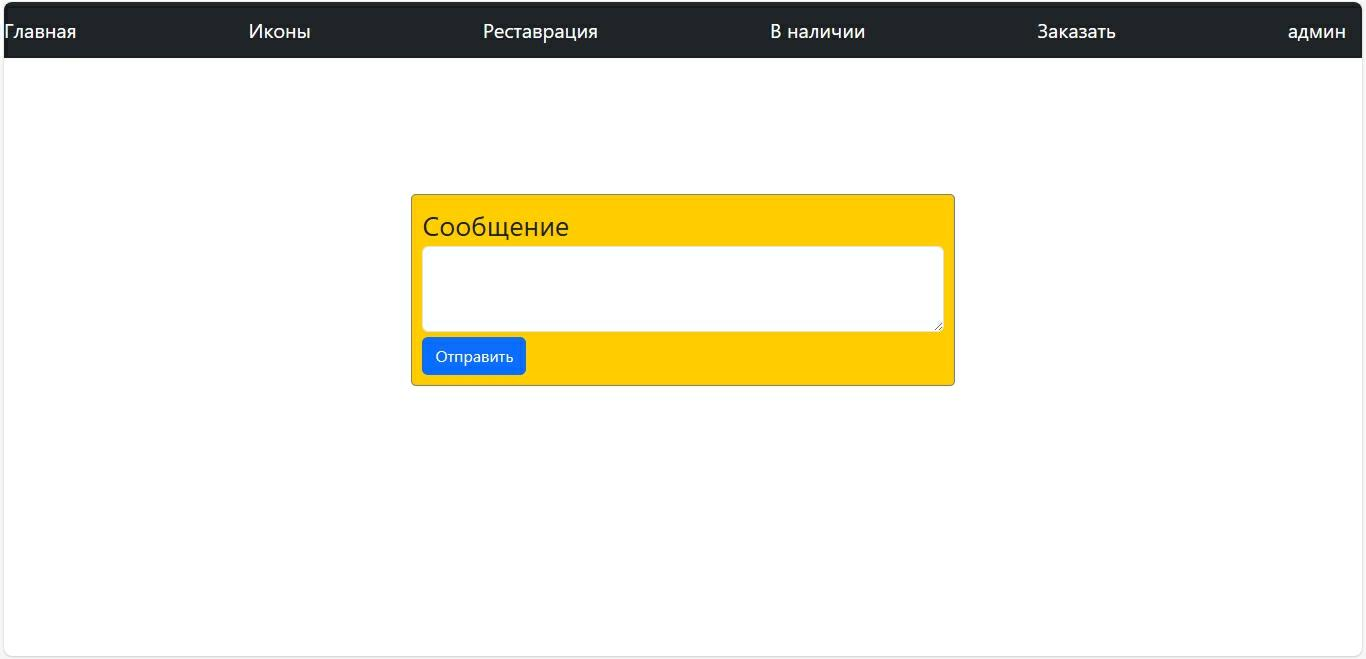 Главная Иконы Реставрация В наличии Заказать админ
Сообщение
Отправить